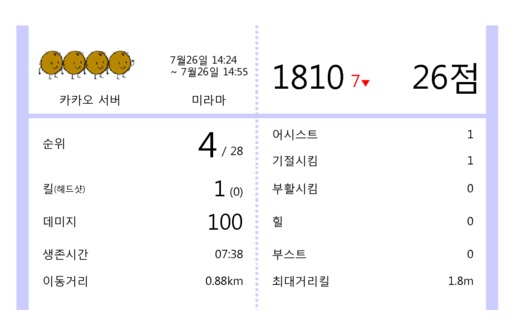 7월26일 14:24
~ 7월26일 14:55
카카오 서버
미라마
1810 7▼
26점
순위 4 / 28
킬(헤드샷) 1 (0)
데미지 100
생존시간 07:38
이동거리 0.88km
어시스트 1
기절시킴 1
부활시킴 0
힐 0
부스트 0
최대거리킬 1.8m